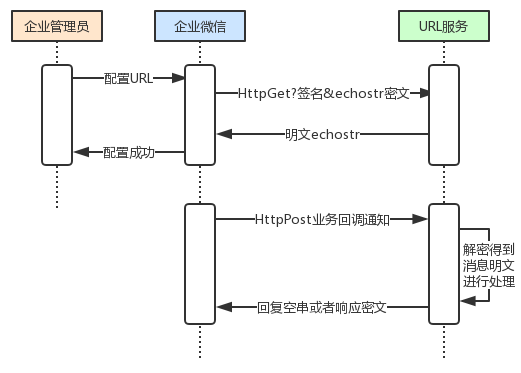 企业管理员
企业微信
URL服务
配置URL
HttpGet?签名&echostr密文
明文echostr
配置成功
HttpPost业务回调通知
解密得到
消息明文
进行处理
回复空串或者响应密文